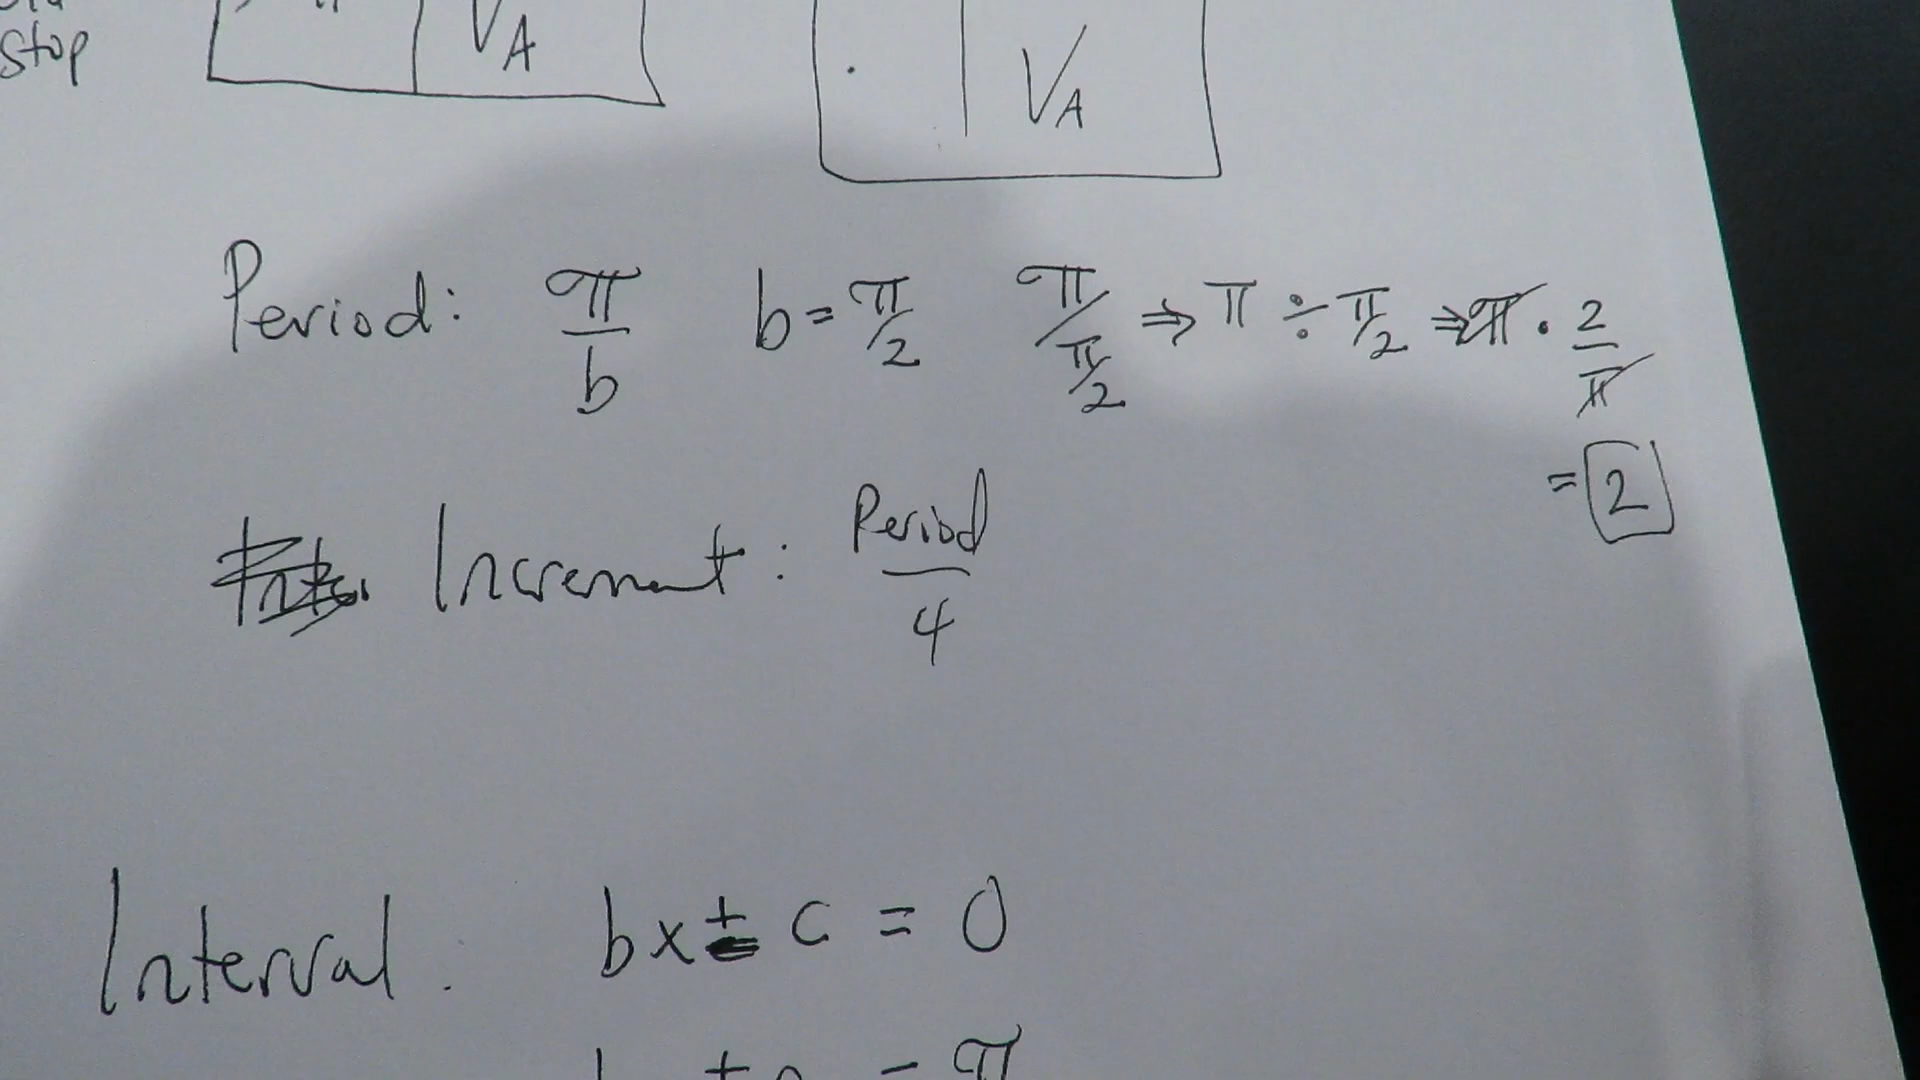 stop
VA
VA
Period: π/b b = π/2 π/π/2 ⇒ π ÷ π/2 ⇒ π · 2/π
= 2
Increment: Period/4
Interval. bx ± c = 0
π